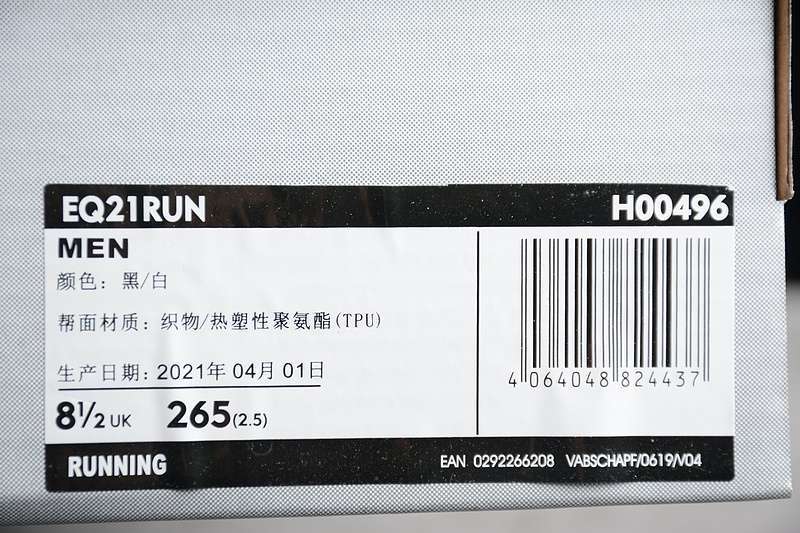 EQ21RUN H00496
MEN
颜色：黑/白
帮面材质：织物/热塑性聚氨酯(TPU)
生产日期：2021年 04月 01日
8½ UK 265(2.5)
4 064048 824437
RUNNING EAN 0292266208 VABSCHAPF/0619/V04